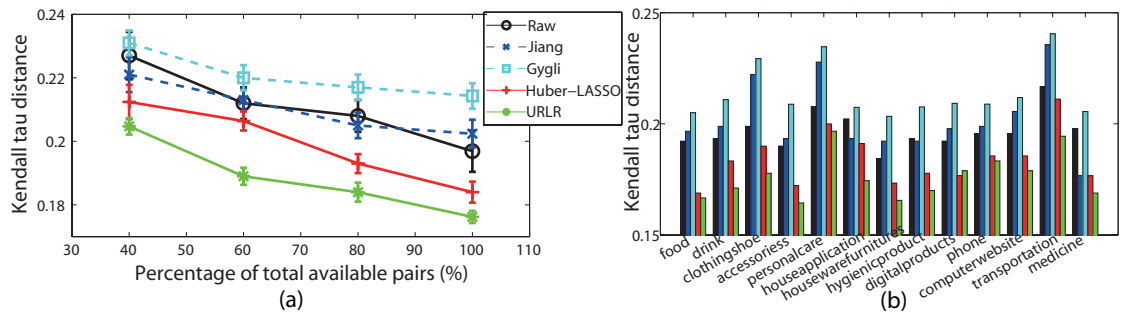 Kendall tau distance
0.24
0.22
0.2
0.18
30 40 50 60 70 80 90 100 110
Percentage of total available pairs (%)
(a)
Raw
Jiang
Gygli
Huber-LASSO
URLR
Kendall tau distance
0.25
0.2
0.15
food
drink
clothingshoe
accessoriess
personalcare
houseapplication
housewarefurnitures
hygienicproduct
digitalproducts
phone
computerwebsite
transportation
medicine
(b)